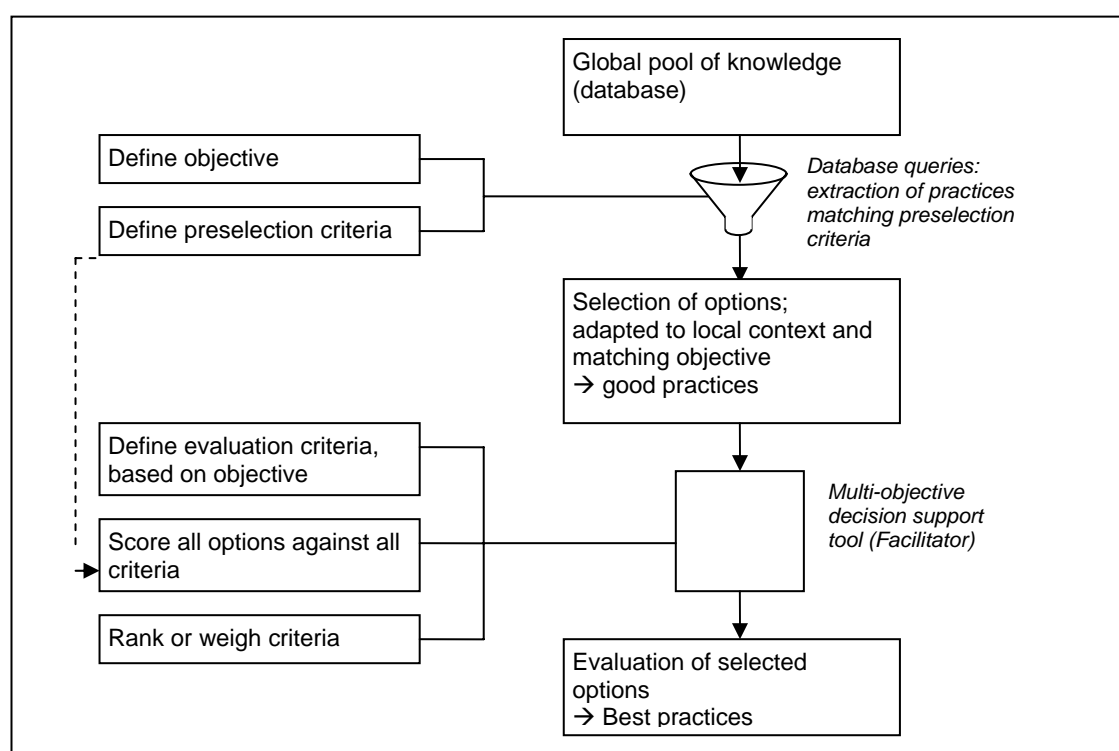 Global pool of knowledge
(database)
Define objective
Define preselection criteria
Database queries:
extraction of practices
matching preselection
criteria
Selection of options;
adapted to local context and
matching objective
→ good practices
Define evaluation criteria,
based on objective
Score all options against all
criteria
Rank or weigh criteria
Multi-objective
decision support
tool (Facilitator)
Evaluation of selected
options
→ Best practices